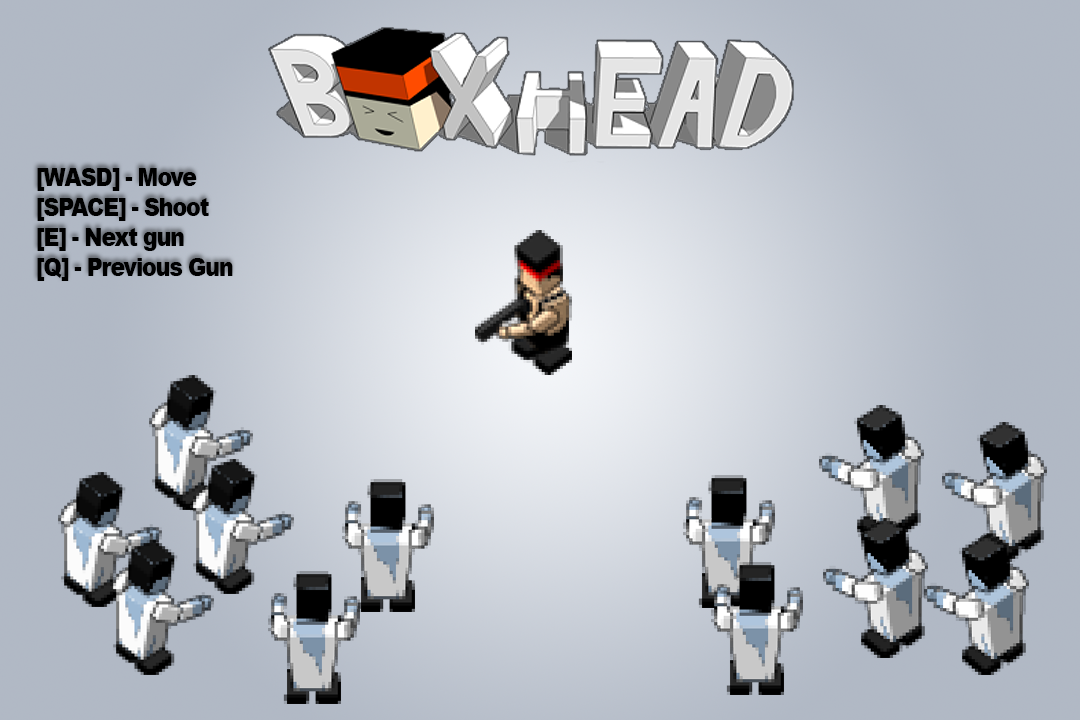 BOXHEAD
[WASD] - Move
[SPACE] - Shoot
[E] - Next gun
[Q] - Previous Gun